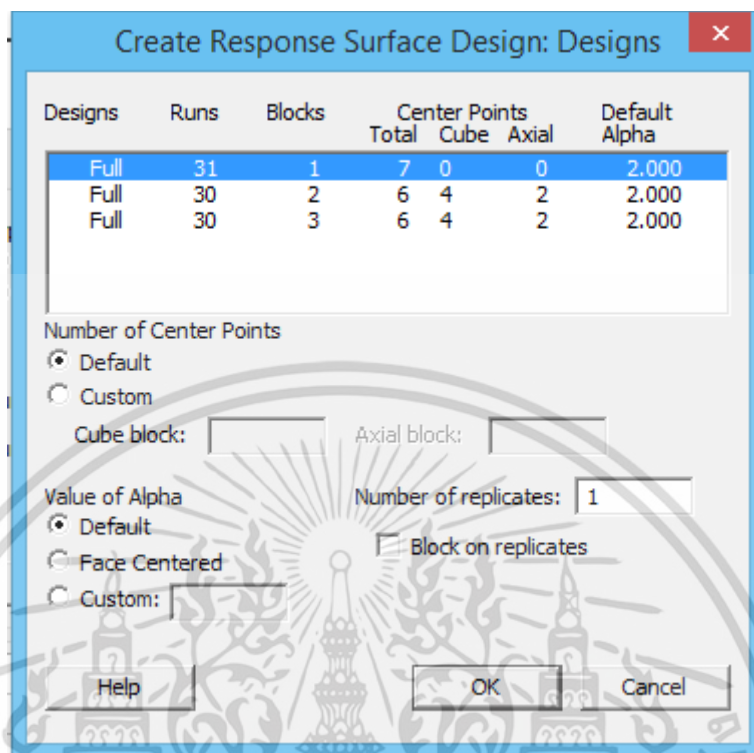 Create Response Surface Design: Designs
Designs Runs Blocks Center Points Default
Total Cube Axial Alpha
Full 31 1 7 0 0 2.000
Full 30 2 6 4 2 2.000
Full 30 3 6 4 2 2.000
Number of Center Points
Default
Custom
Cube block: Axial block:
Value of Alpha Number of replicates: 1
Default
Block on replicates
Face Centered
Custom:
Help OK Cancel